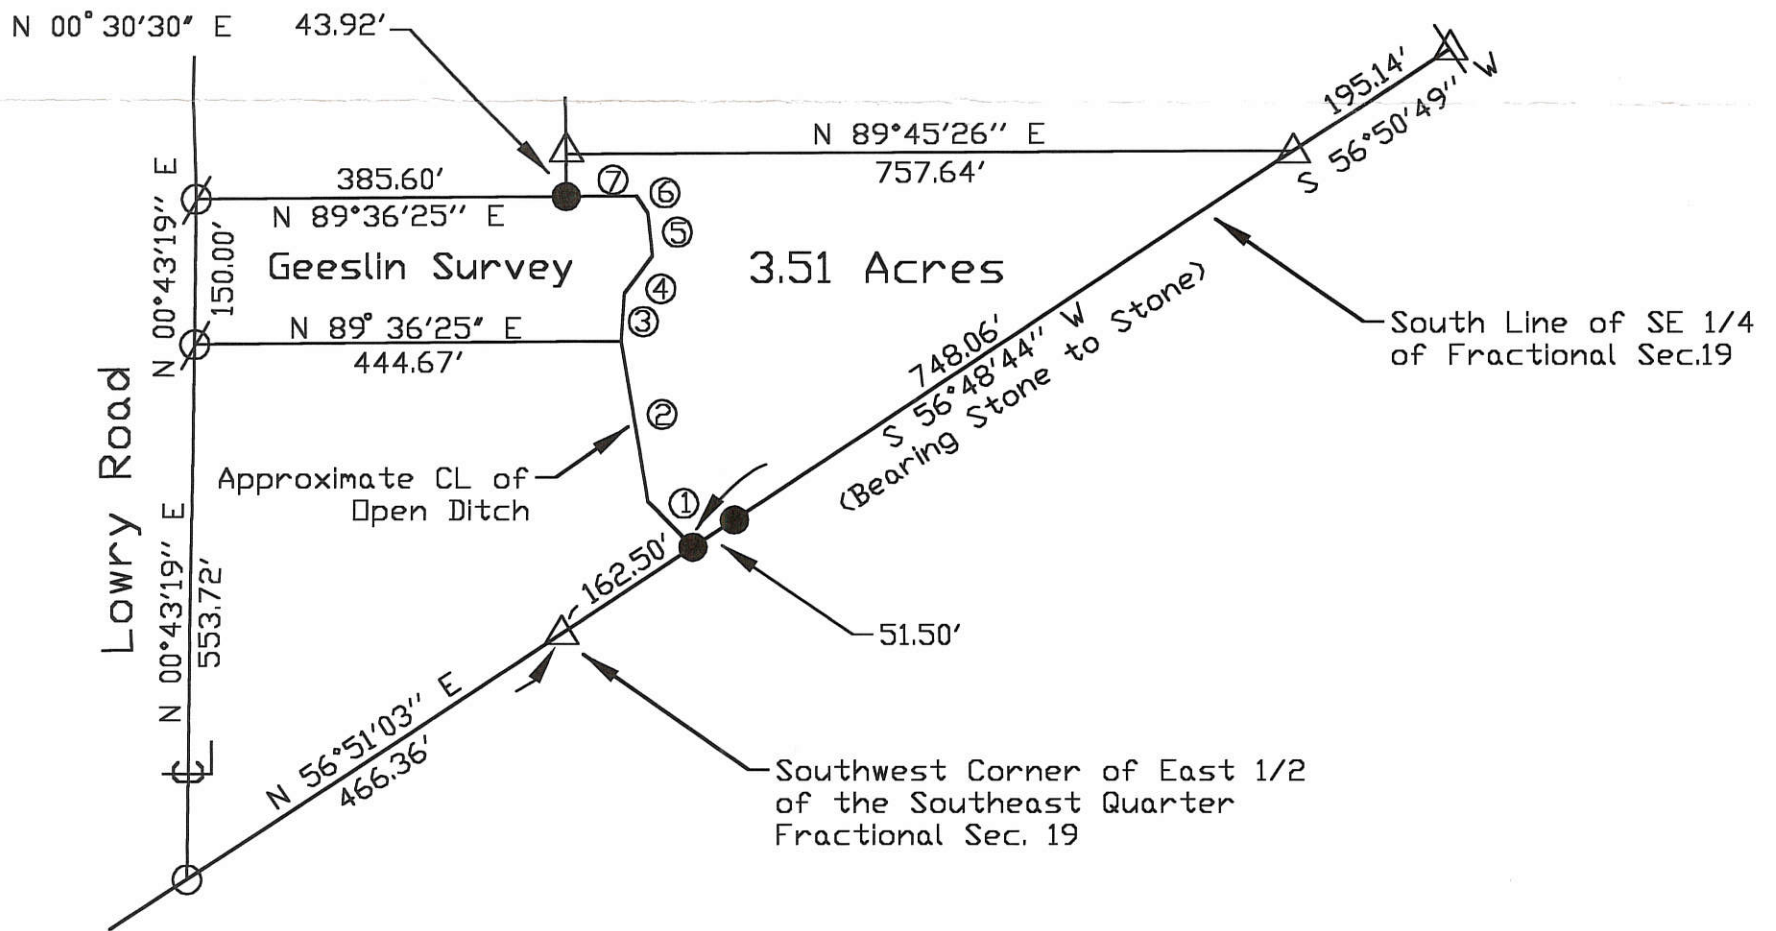 N 00° 30'30" E
43.92'
195.14'
S 56°50'49" W
N 89°45'26" E
757.64'
385.60'
N 89°36'25" E
⑦
⑥
⑤
④
③
N 00°43'19" E
150.00'
Geeslin Survey
3.51 Acres
N 89° 36'25" E
444.67'
South Line of SE 1/4
of Fractional Sec.19
748.06'
S 56°48'44" W
(Bearing Stone to Stone)
②
Lowry Road
Approximate CL of
Open Ditch
①
N 00°43'19" E
553.72'
162.50'
51.50'
N 56°51'03" E
466.36'
Southwest Corner of East 1/2
of the Southeast Quarter
Fractional Sec. 19